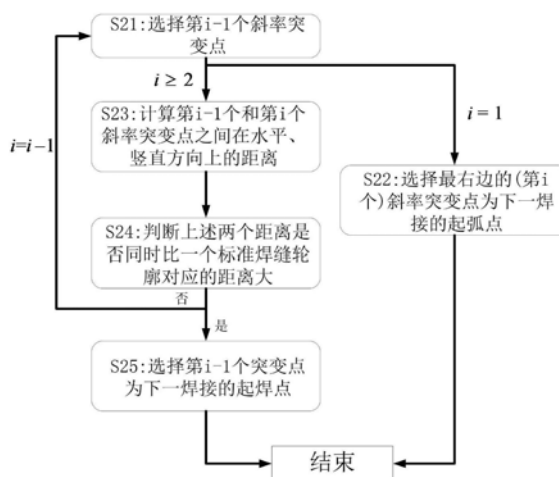 S21:选择第i-1个斜率突
变点
i ≥ 2
i = 1
i=i-1
S23:计算第i-1个和第i个
斜率突变点之间在水平、
竖直方向上的距离
S22:选择最右边的(第i
个)斜率突变点为下一焊
接的起弧点
S24:判断上述两个距离是
否同时比一个标准焊缝轮
廓对应的距离大
否
是
S25:选择第i-1个突变点
为下一焊接的起焊点
结束